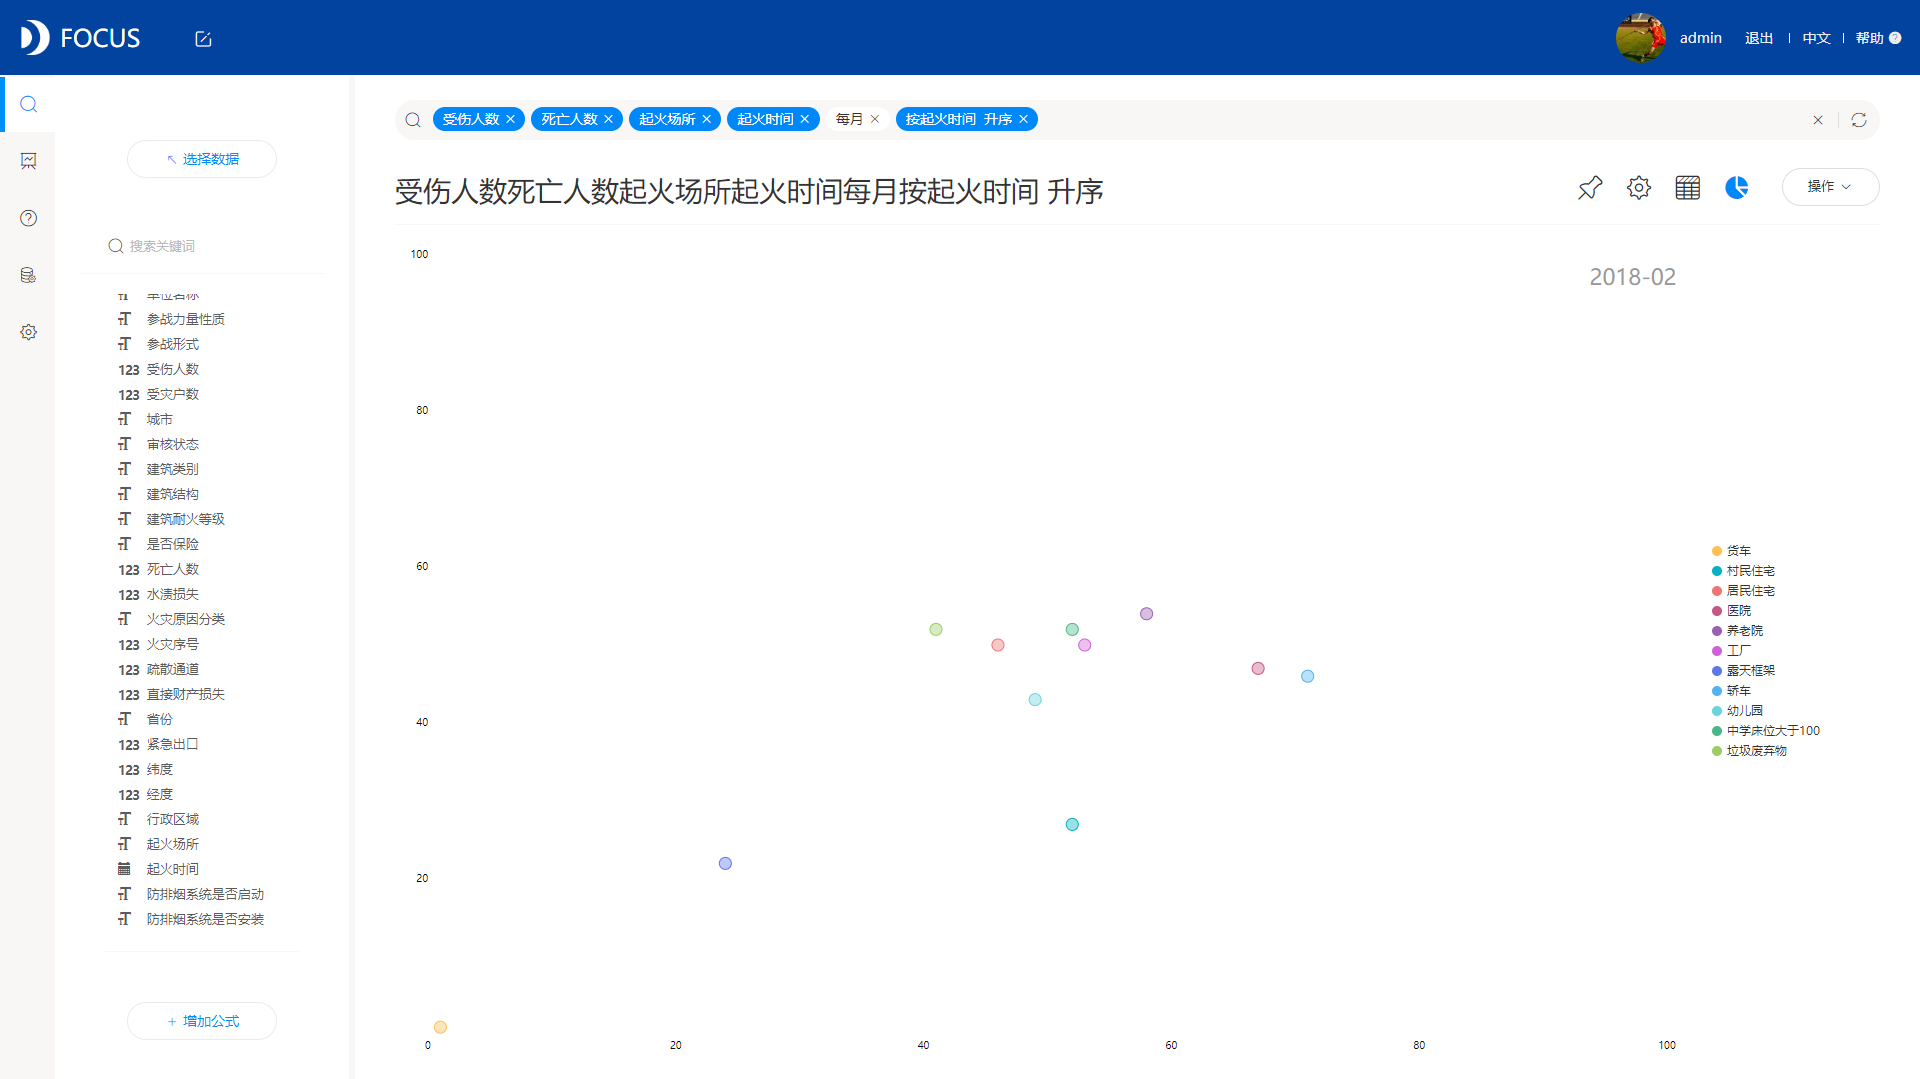 FOCUS
admin 退出 中文 帮助 ?
受伤人数 死亡人数 起火场所 起火时间 每月 按起火时间 升序
选择数据
受伤人数死亡人数起火场所起火时间每月按起火时间 升序
操作
搜索关键词
单位名称
参战力量性质
参战形式
123 受伤人数
123 受灾户数
城市
审核状态
建筑类别
建筑结构
建筑耐火等级
是否保险
123 死亡人数
123 水渍损失
火灾原因分类
123 火灾序号
123 疏散通道
123 直接财产损失
省份
123 紧急出口
123 纬度
123 经度
行政区域
起火场所
起火时间
防排烟系统是否启动
防排烟系统是否安装
+ 增加公式
2018-02
100
80
60
40
20
0 20 40 60 80 100
货车
村民住宅
居民住宅
医院
养老院
工厂
露天框架
轿车
幼儿园
中学床位大于100
垃圾废弃物